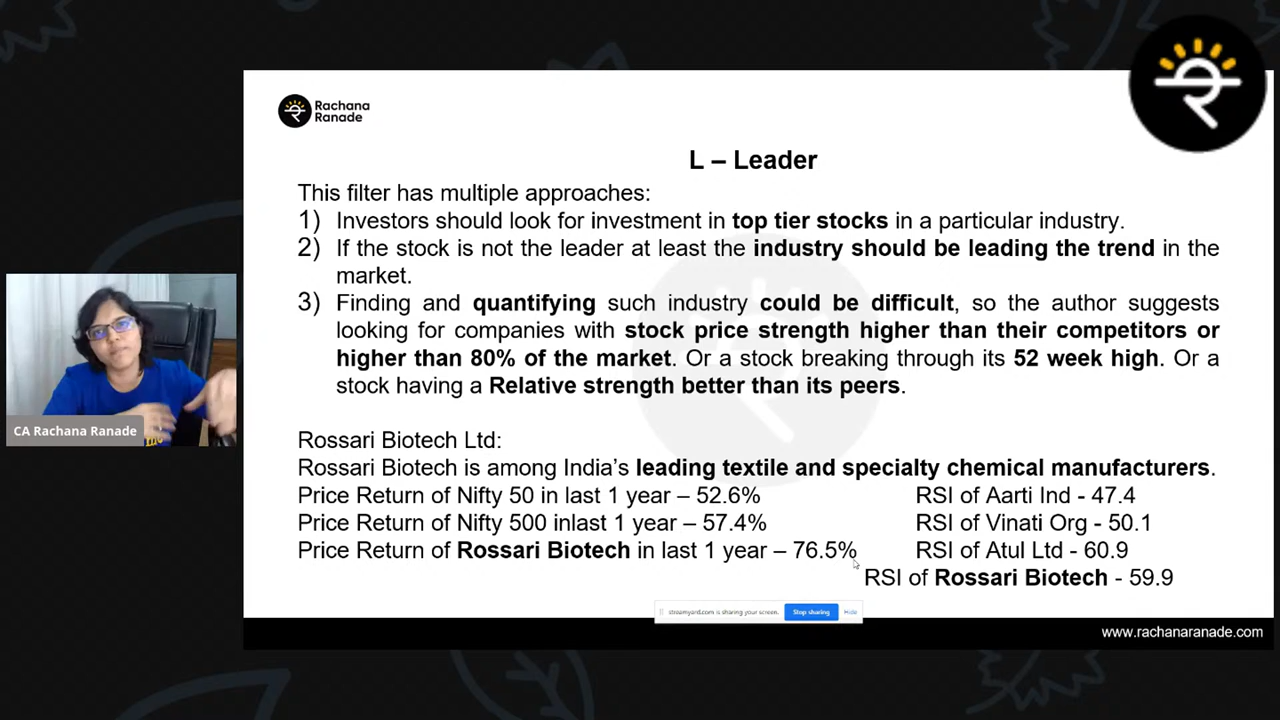 Rachana
Ranade
L – Leader
This filter has multiple approaches:
1) Investors should look for investment in top tier stocks in a particular industry.
2) If the stock is not the leader at least the industry should be leading the trend in the
market.
3) Finding and quantifying such industry could be difficult, so the author suggests
looking for companies with stock price strength higher than their competitors or
higher than 80% of the market. Or a stock breaking through its 52 week high. Or a
stock having a Relative strength better than its peers.
CA Rachana Ranade
Rossari Biotech Ltd:
Rossari Biotech is among India's leading textile and specialty chemical manufacturers.
Price Return of Nifty 50 in last 1 year – 52.6%
Price Return of Nifty 500 inlast 1 year – 57.4%
Price Return of Rossari Biotech in last 1 year – 76.5%
RSI of Aarti Ind - 47.4
RSI of Vinati Org - 50.1
RSI of Atul Ltd - 60.9
RSI of Rossari Biotech - 59.9
streamyard.com is sharing your screen. Stop sharing Hide
www.rachanaranade.com